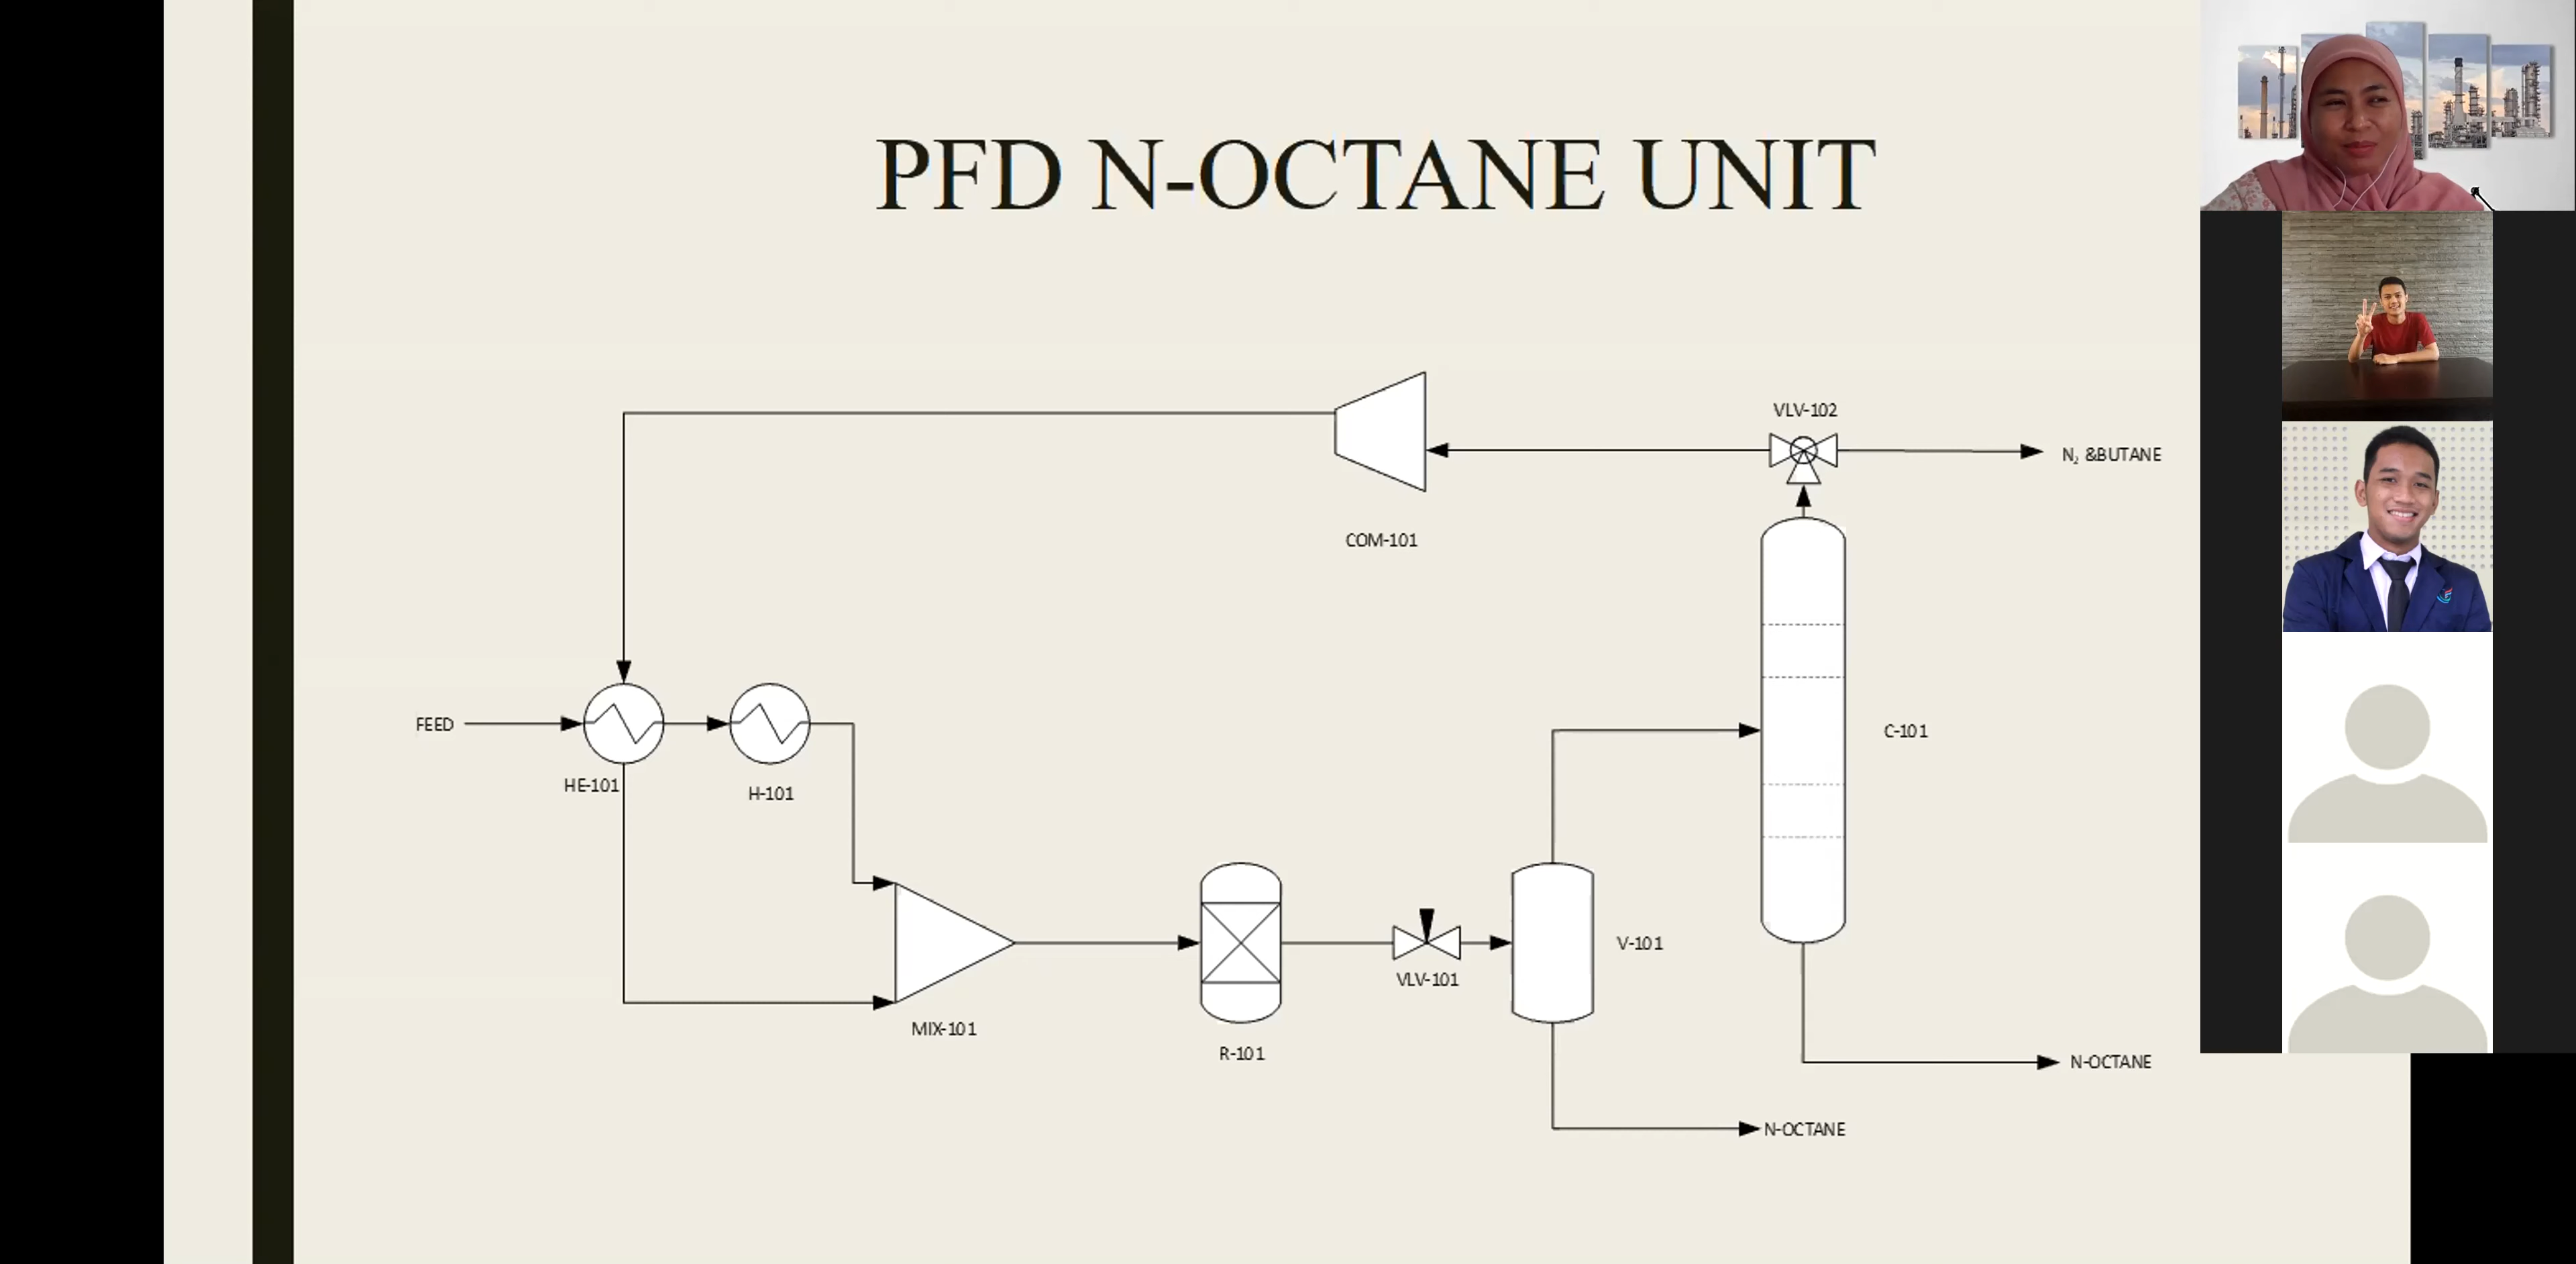 PFD N-OCTANE UNIT
VLV-102
N₂ &BUTANE
COM-101
FEED
HE-101
H-101
C-101
V-101
VLV-101
MIX-101
R-101
N-OCTANE
N-OCTANE